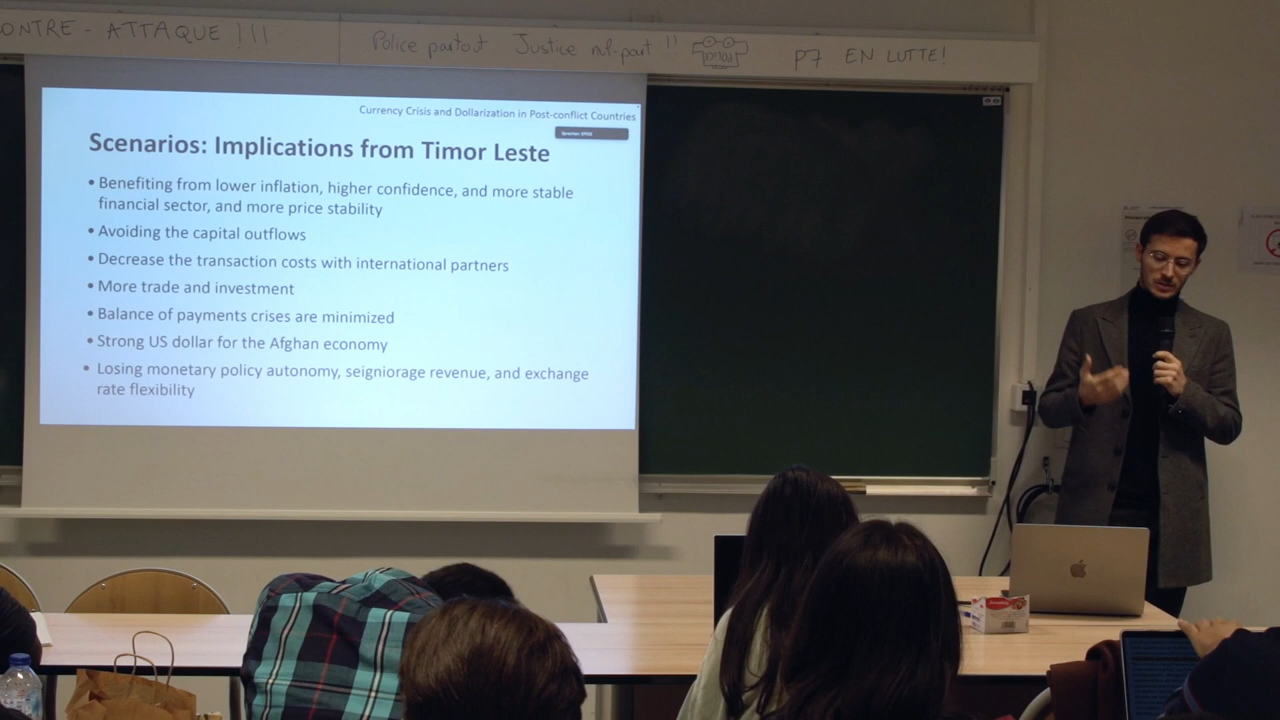 ONTRE - ATTAQUE !!!
Police partout Justice nul-part !!
P7 EN LUTTE!
Currency Crisis and Dollarization in Post-conflict Countries
Scenarios: Implications from Timor Leste
• Benefiting from lower inflation, higher confidence, and more stable
financial sector, and more price stability
• Avoiding the capital outflows
• Decrease the transaction costs with international partners
• More trade and investment
• Balance of payments crises are minimized
• Strong US dollar for the Afghan economy
• Losing monetary policy autonomy, seigniorage revenue, and exchange
rate flexibility